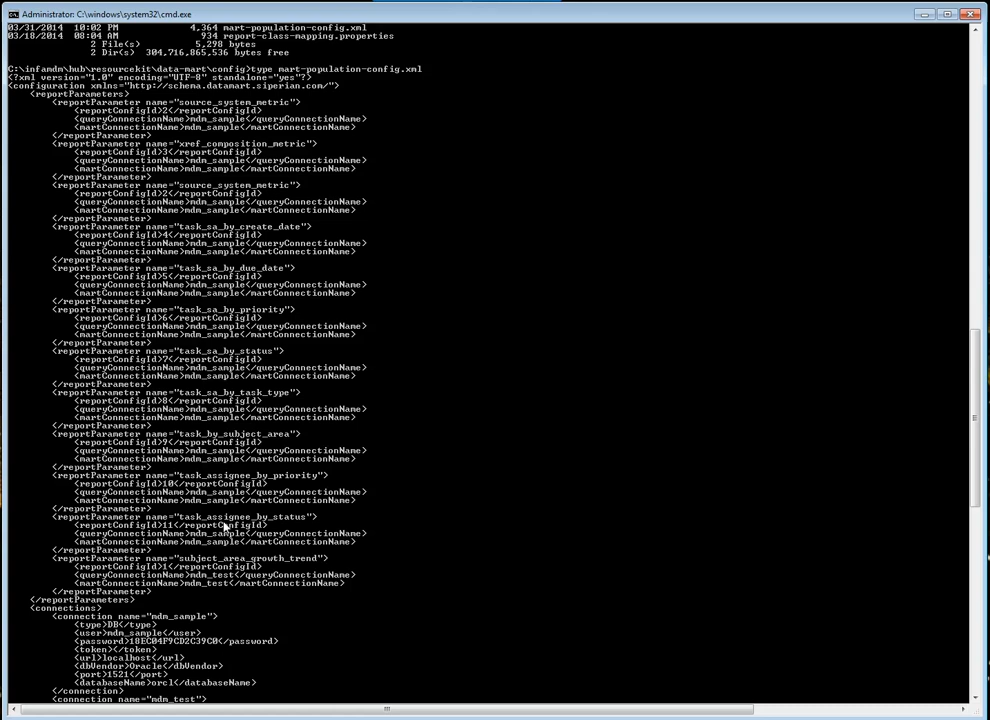 Administrator: C:\windows\system32\cmd.exe
03/31/2014  10:02 PM             4,364 mart-population-config.xml
03/18/2014  08:04 AM               934 report-class-mapping.properties
               2 File(s)          5,298 bytes
               2 Dir(s)  304,716,865,536 bytes free
C:\infamdm\hub\resourcekit\data-mart\config>type mart-population-config.xml
<?xml version="1.0" encoding="UTF-8" standalone="yes"?>
<configuration xmlns="http://schema.datamart.siperian.com/">
    <reportParameters>
        <reportParameter name="source_system_metric">
            <reportConfigId>2</reportConfigId>
            <queryConnectionName>mdm_sample</queryConnectionName>
            <martConnectionName>mdm_sample</martConnectionName>
        </reportParameter>
        <reportParameter name="xref_composition_metric">
            <reportConfigId>3</reportConfigId>
            <queryConnectionName>mdm_sample</queryConnectionName>
            <martConnectionName>mdm_sample</martConnectionName>
        </reportParameter>
        <reportParameter name="source_system_metric">
            <reportConfigId>2</reportConfigId>
            <queryConnectionName>mdm_sample</queryConnectionName>
            <martConnectionName>mdm_sample</martConnectionName>
        </reportParameter>
        <reportParameter name="task_sa_by_create_date">
            <reportConfigId>4</reportConfigId>
            <queryConnectionName>mdm_sample</queryConnectionName>
            <martConnectionName>mdm_sample</martConnectionName>
        </reportParameter>
        <reportParameter name="task_sa_by_due_date">
            <reportConfigId>5</reportConfigId>
            <queryConnectionName>mdm_sample</queryConnectionName>
            <martConnectionName>mdm_sample</martConnectionName>
        </reportParameter>
        <reportParameter name="task_sa_by_priority">
            <reportConfigId>6</reportConfigId>
            <queryConnectionName>mdm_sample</queryConnectionName>
            <martConnectionName>mdm_sample</martConnectionName>
        </reportParameter>
        <reportParameter name="task_sa_by_status">
            <reportConfigId>7</reportConfigId>
            <queryConnectionName>mdm_sample</queryConnectionName>
            <martConnectionName>mdm_sample</martConnectionName>
        </reportParameter>
        <reportParameter name="task_sa_by_task_type">
            <reportConfigId>8</reportConfigId>
            <queryConnectionName>mdm_sample</queryConnectionName>
            <martConnectionName>mdm_sample</martConnectionName>
        </reportParameter>
        <reportParameter name="task_by_subject_area">
            <reportConfigId>9</reportConfigId>
            <queryConnectionName>mdm_sample</queryConnectionName>
            <martConnectionName>mdm_sample</martConnectionName>
        </reportParameter>
        <reportParameter name="task_assignee_by_priority">
            <reportConfigId>10</reportConfigId>
            <queryConnectionName>mdm_sample</queryConnectionName>
            <martConnectionName>mdm_sample</martConnectionName>
        </reportParameter>
        <reportParameter name="task_assignee_by_status">
            <reportConfigId>11</reportConfigId>
            <queryConnectionName>mdm_sample</queryConnectionName>
            <martConnectionName>mdm_sample</martConnectionName>
        </reportParameter>
        <reportParameter name="subject_area_growth_trend">
            <reportConfigId>1</reportConfigId>
            <queryConnectionName>mdm_test</queryConnectionName>
            <martConnectionName>mdm_test</martConnectionName>
        </reportParameter>
    </reportParameters>
    <connections>
        <connection name="mdm_sample">
            <type>DB</type>
            <user>mdm_sample</user>
            <password>18EC04F9CD2C39C0</password>
            <token></token>
            <url>localhost</url>
            <dbVendor>Oracle</dbVendor>
            <port>1521</port>
            <databaseName>orcl</databaseName>
        </connection>
        <connection name="mdm_test">